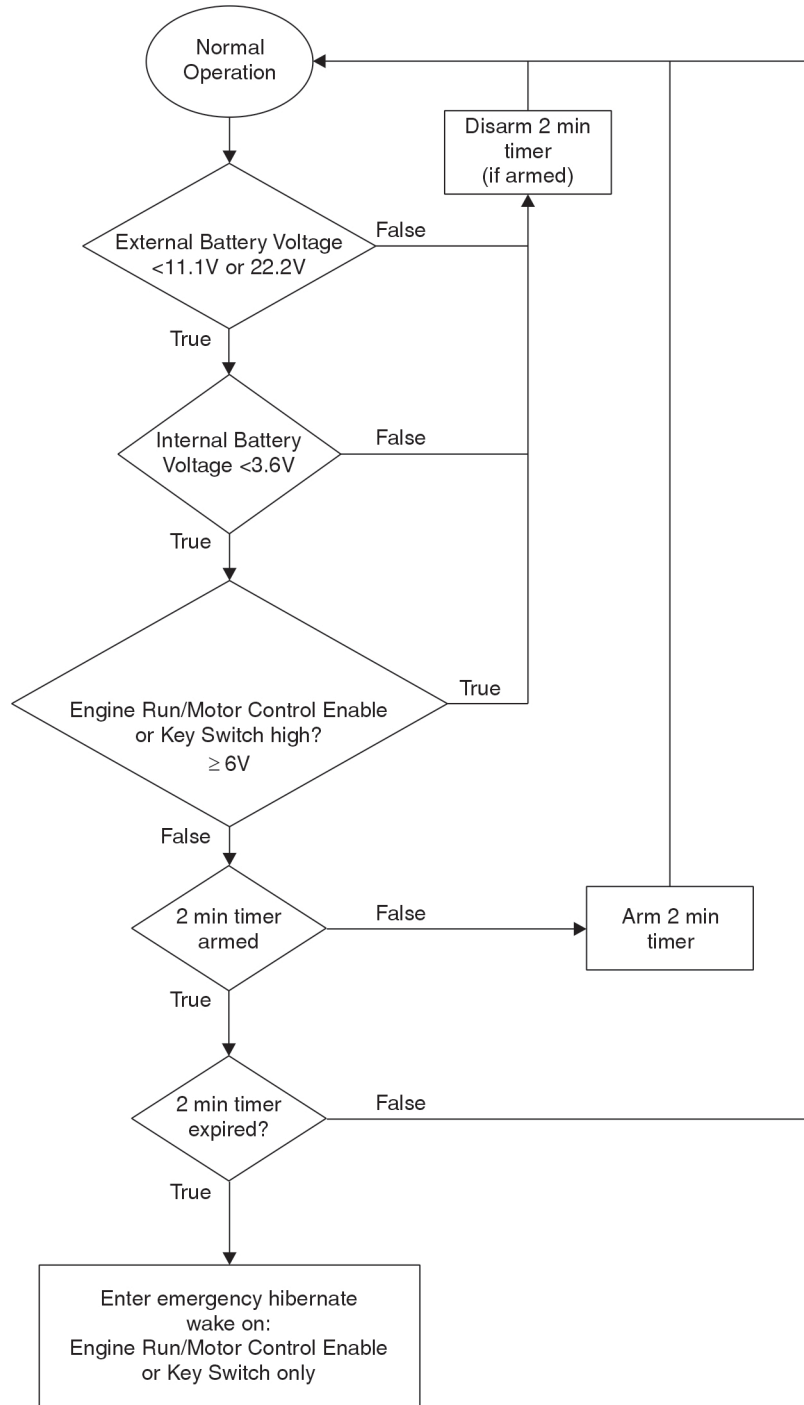 Normal
Operation
Disarm 2 min
timer
(if armed)
External Battery Voltage
<11.1V or 22.2V
False
True
Internal Battery
Voltage <3.6V
False
True
Engine Run/Motor Control Enable
or Key Switch high?
≥ 6V
True
False
2 min timer
armed
False
Arm 2 min
timer
True
2 min timer
expired?
False
True
Enter emergency hibernate
wake on:
Engine Run/Motor Control Enable
or Key Switch only